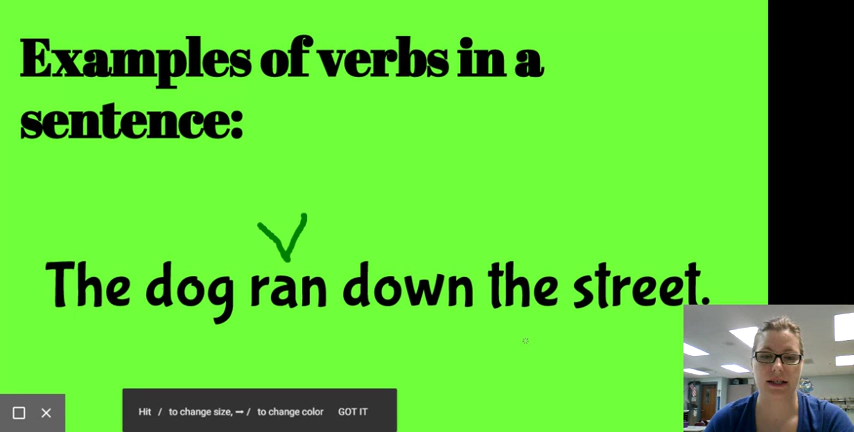 Examples of verbs in a
sentence:
V
The dog ran down the street.
Hit / to change size, − / to change color GOT IT